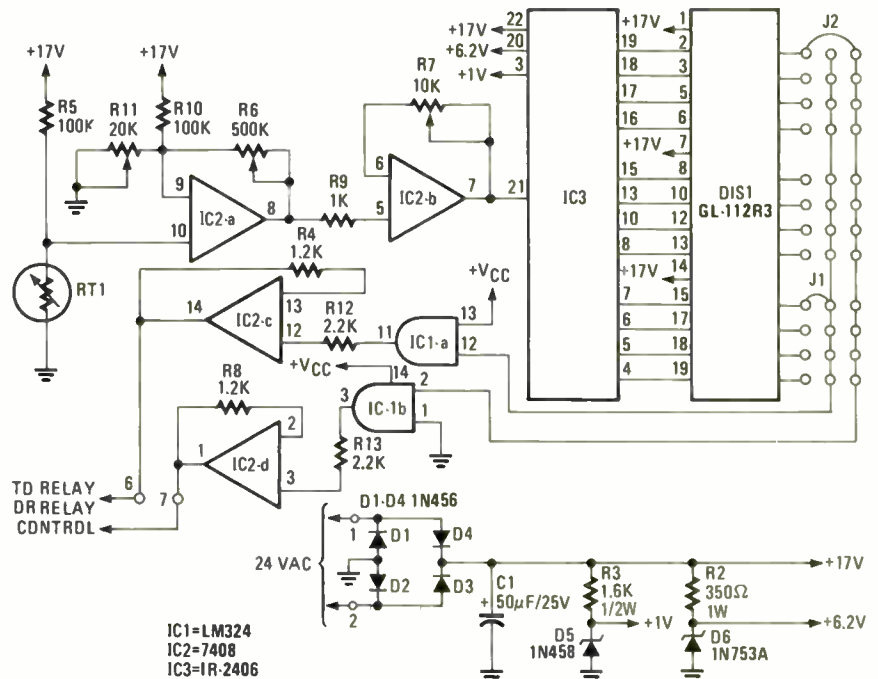 +17V
+17V
R5
100K
R11
20K
R10
100K
R6
500K
9
10
IC2-a
8
R9
1K
R7
10K
6
5
IC2-b
7
21
+17V
22
+6.2V
20
+1V
3
IC3
19
18
17
16
15
13
10
8
7
6
5
4
+17V
1
2
3
5
6
+17V
7
8
10
12
13
+17V
14
15
17
18
19
DIS1
GL-112R3
J2
J1
RT1
R4
1.2K
14
IC2-c
13
12
R12
2.2K
11
IC1-a
+VCC
13
12
+VCC
14
IC-1b
3
2
1
R8
1.2K
1
IC2-d
2
3
R13
2.2K
TD RELAY
6
DR RELAY
7
CDNTRDL
D1-D4 1N456
24 VAC
1
2
D1
D2
D4
D3
C1
+ 50µF/25V
R3
1.6K
1/2W
+1V
D5
1N458
R2
350Ω
1W
+17V
+6.2V
D6
1N753A
IC1=LM324
IC2=7408
IC3=IR-2406